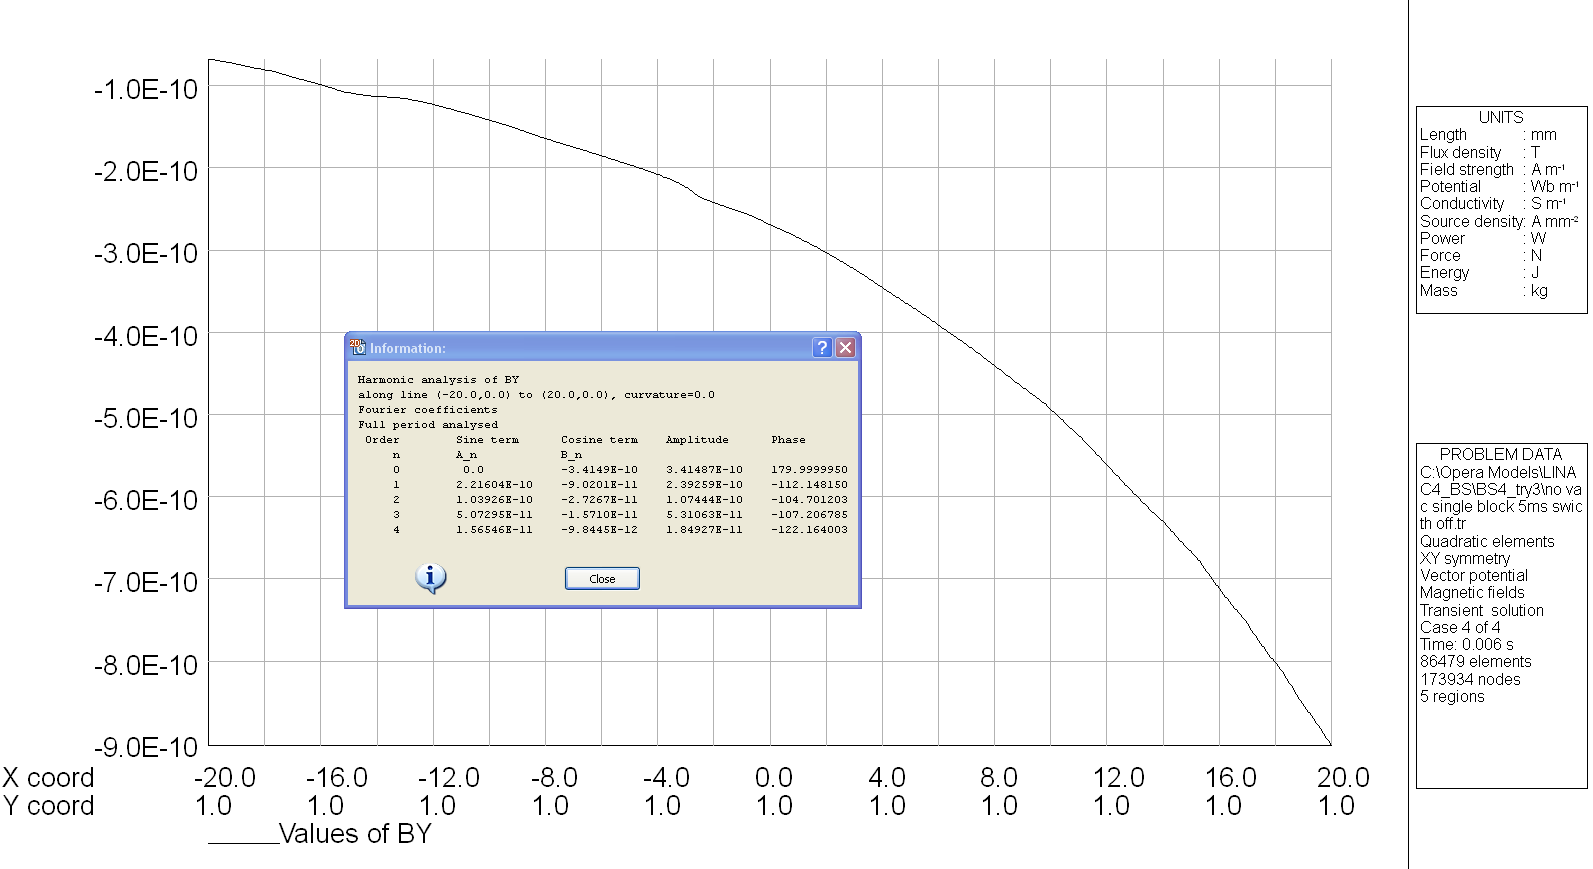 -1.0E-10
-2.0E-10
-3.0E-10
-4.0E-10
-5.0E-10
-6.0E-10
-7.0E-10
-8.0E-10
-9.0E-10
X coord -20.0 -16.0 -12.0 -8.0 -4.0 0.0 4.0 8.0 12.0 16.0 20.0
Y coord 1.0 1.0 1.0 1.0 1.0 1.0 1.0 1.0 1.0 1.0 1.0
Values of BY
Information:
Harmonic analysis of BY
along line (-20.0,0.0) to (20.0,0.0), curvature=0.0
Fourier coefficients
Full period analysed
Order Sine term Cosine term Amplitude Phase
n A_n B_n
0 0.0 -3.4149E-10 3.41487E-10 179.9999950
1 2.21604E-10 -9.0201E-11 2.39259E-10 -112.148150
2 1.03926E-10 -2.7267E-11 1.07444E-10 -104.701203
3 5.07295E-11 -1.5710E-11 5.31063E-11 -107.206785
4 1.56546E-11 -9.8445E-12 1.84927E-11 -122.164003
Close
UNITS
Length : mm
Flux density : T
Field strength : A m⁻¹
Potential : Wb m⁻¹
Conductivity : S m⁻¹
Source density: A mm⁻²
Power : W
Force : N
Energy : J
Mass : kg
PROBLEM DATA
C:\Opera Models\LINA
C4_BS\BS4_try3\no va
c single block 5ms swic
th off.tr
Quadratic elements
XY symmetry
Vector potential
Magnetic fields
Transient solution
Case 4 of 4
Time: 0.006 s
86479 elements
173934 nodes
5 regions